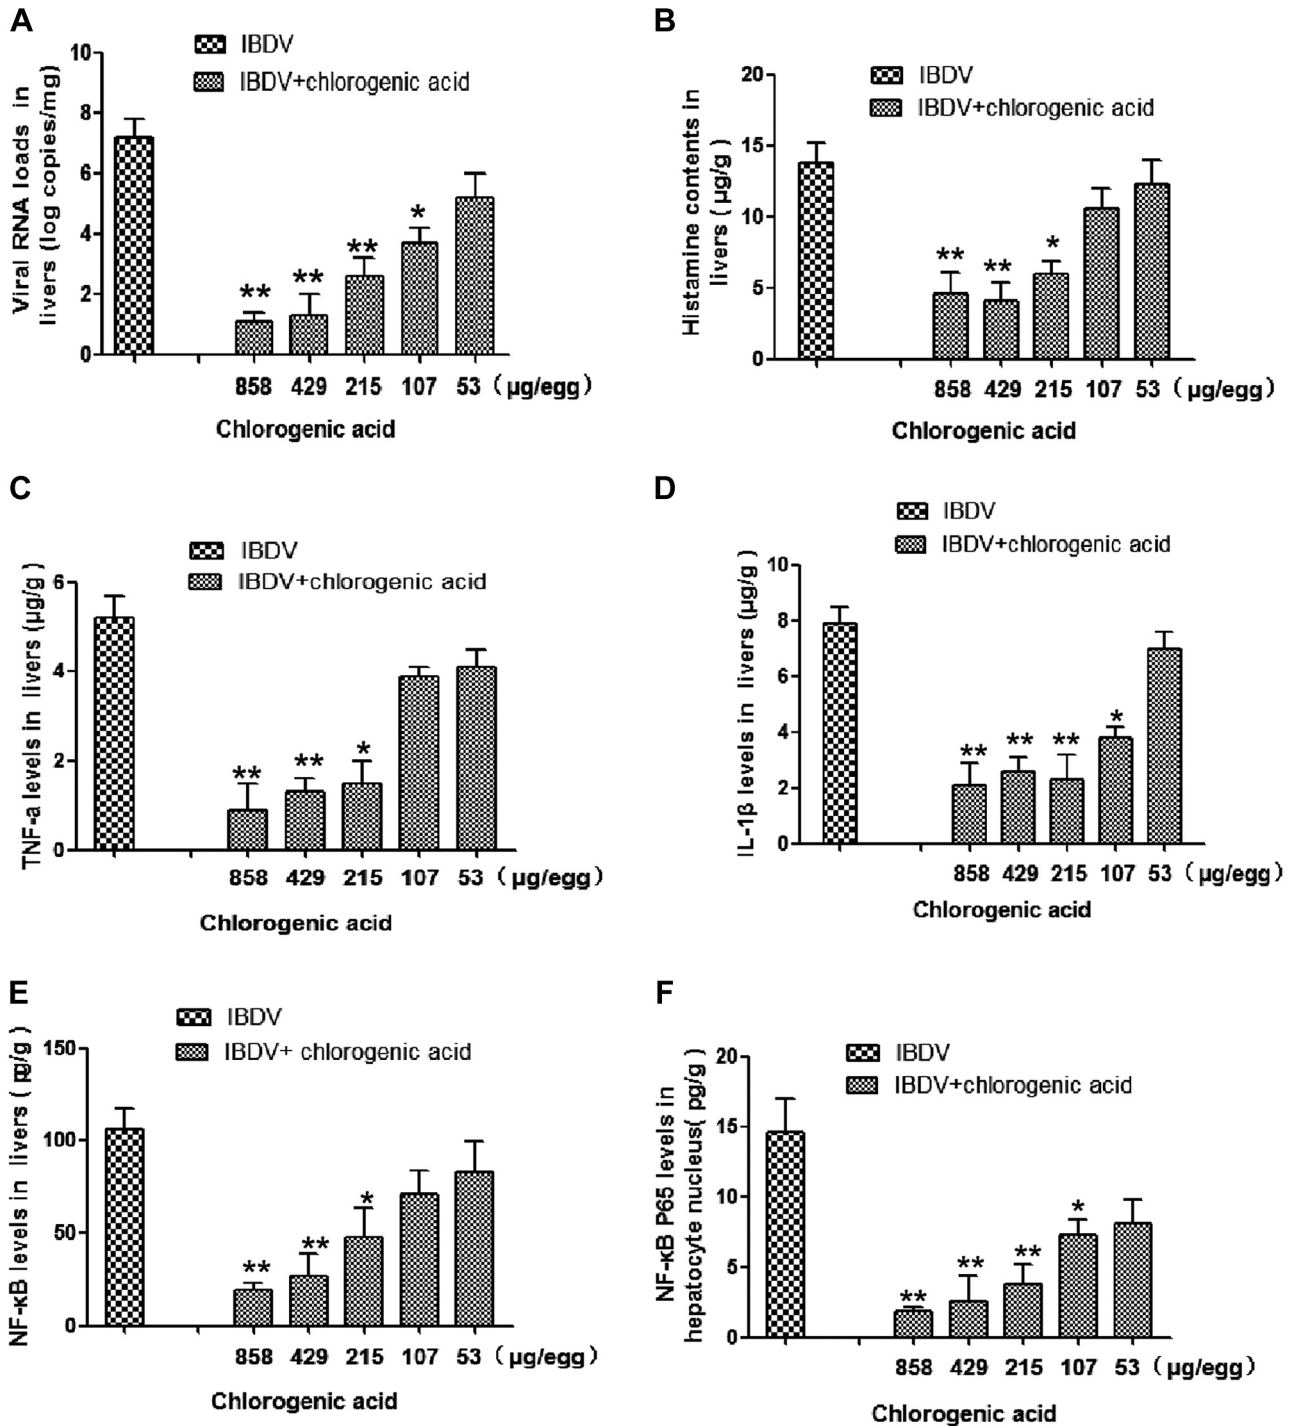 A
Viral RNA loads in
livers (log copies/mg)
10
8
6
4
2
0
IBDV
IBDV+chlorogenic acid
** ** ** *
858 429 215 107 53 (µg/egg)
Chlorogenic acid
B
Histamine contents in
livers (µg/g)
20
15
10
5
0
IBDV
IBDV+chlorogenic acid
** ** *
858 429 215 107 53 (µg/egg)
Chlorogenic acid
C
TNF-a levels in livers (µg/g)
6
4
2
0
IBDV
IBDV+chlorogenic acid
** ** *
858 429 215 107 53 (µg/egg)
Chlorogenic acid
D
IL-1β levels in livers (µg/g)
10
8
6
4
2
0
IBDV
IBDV+chlorogenic acid
** ** ** *
858 429 215 107 53 (µg/egg)
Chlorogenic acid
E
NF-κB levels in livers (pg/g)
150
100
50
0
IBDV
IBDV+ chlorogenic acid
** ** *
858 429 215 107 53 (µg/egg)
Chlorogenic acid
F
NF-κB P65 levels in
hepatocyte nucleus( pg/g)
20
15
10
5
0
IBDV
IBDV+chlorogenic acid
** ** ** *
858 429 215 107 53 (µg/egg)
Chlorogenic acid